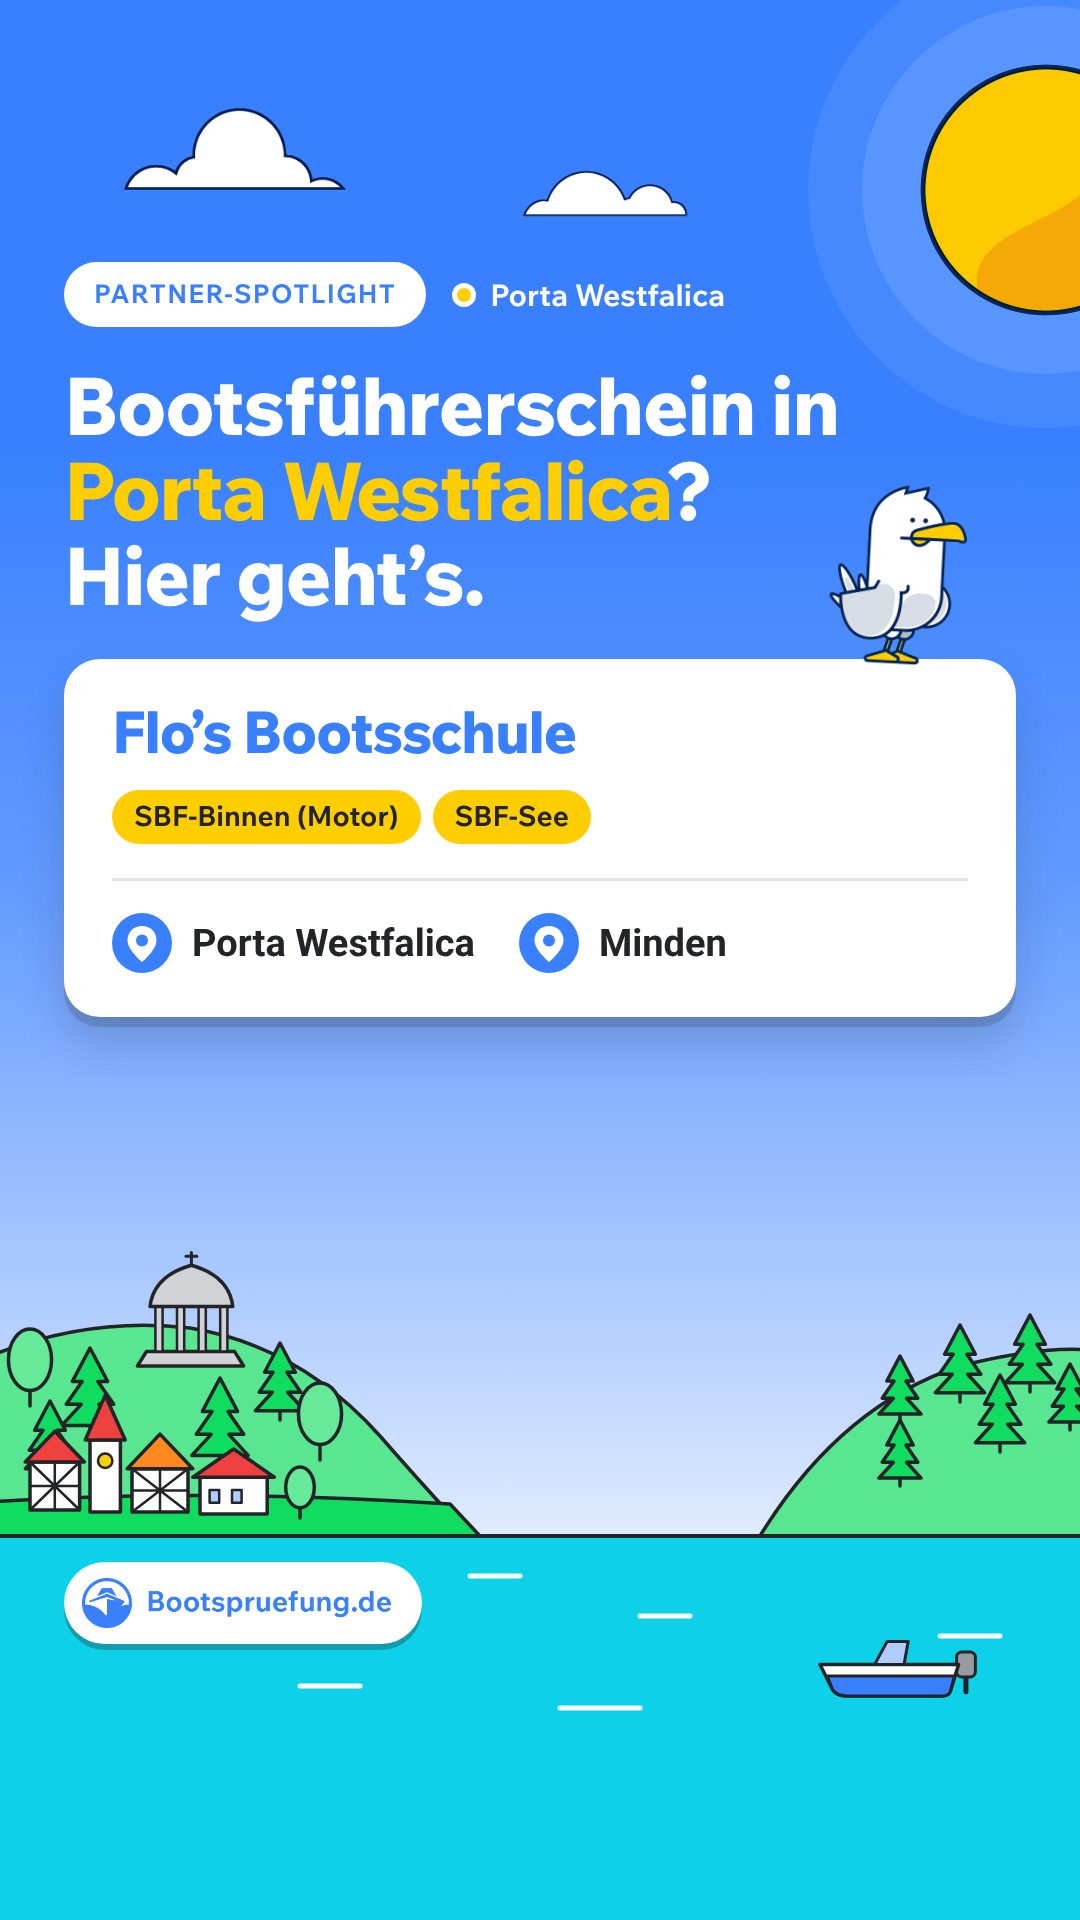 PARTNER-SPOTLIGHT
Porta Westfalica
Bootsführerschein in
Porta Westfalica?
Hier geht’s.
Flo’s Bootsschule
SBF-Binnen (Motor)
SBF-See
Porta Westfalica
Minden
Bootspruefung.de